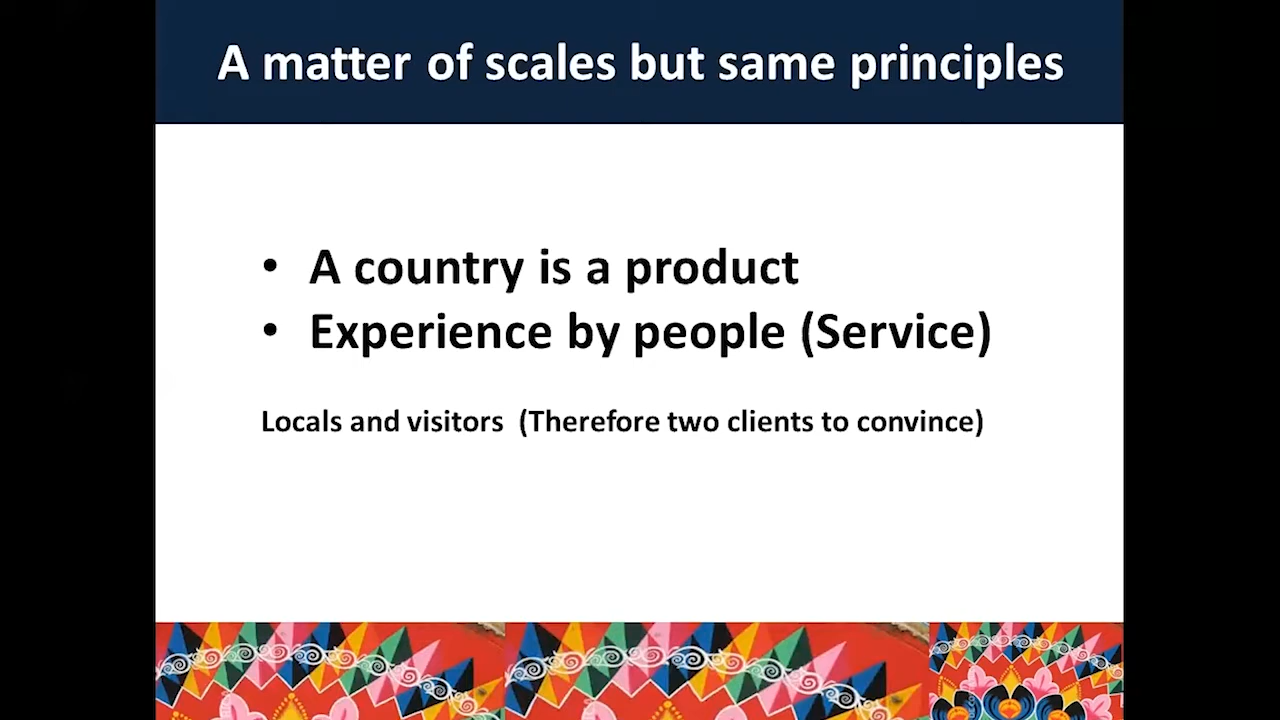 A matter of scales but same principles
• A country is a product
• Experience by people (Service)
Locals and visitors (Therefore two clients to convince)